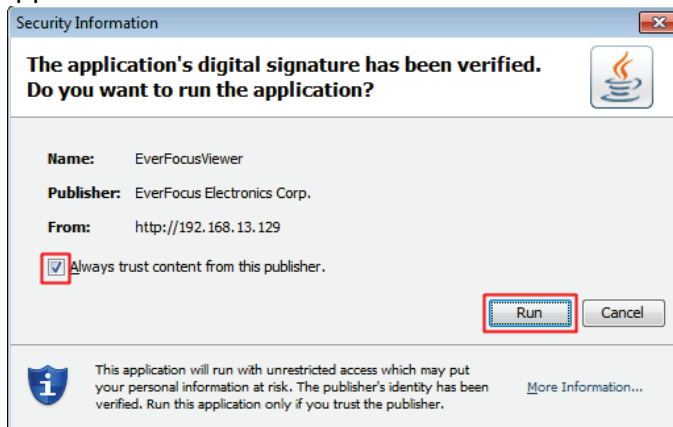 Security Information
The application's digital signature has been verified.
Do you want to run the application?
Name: EverFocusViewer
Publisher: EverFocus Electronics Corp.
From: http://192.168.13.129
Always trust content from this publisher.
Run Cancel
This application will run with unrestricted access which may put
your personal information at risk. The publisher's identity has been
verified. Run this application only if you trust the publisher.
More Information...